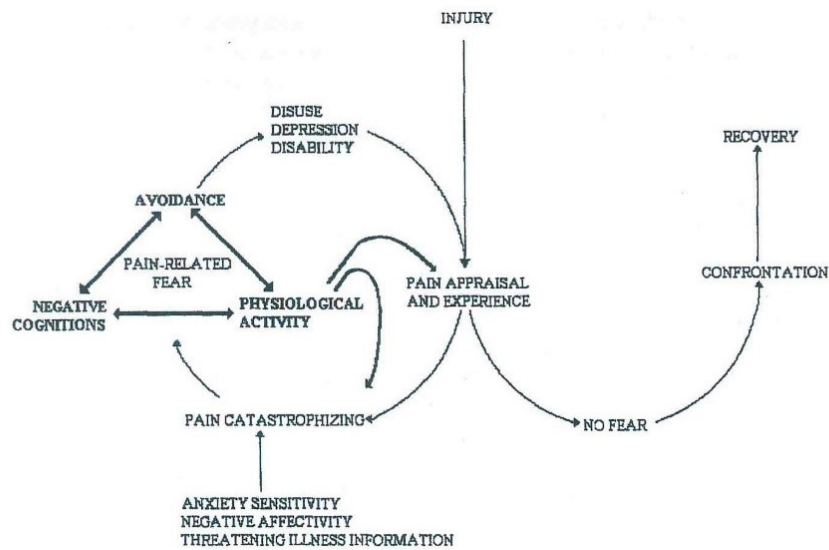 INJURY
DISUSE
DEPRESSION
DISABILITY
RECOVERY
AVOIDANCE
PAIN-RELATED
FEAR
NEGATIVE
COGNITIONS
PHYSIOLOGICAL
ACTIVITY
PAIN APPRAISAL
AND EXPERIENCE
CONFRONTATION
PAIN CATASTROPHIZING
NO FEAR
ANXIETY SENSITIVITY
NEGATIVE AFFECTIVITY
THREATENING ILLNESS INFORMATION